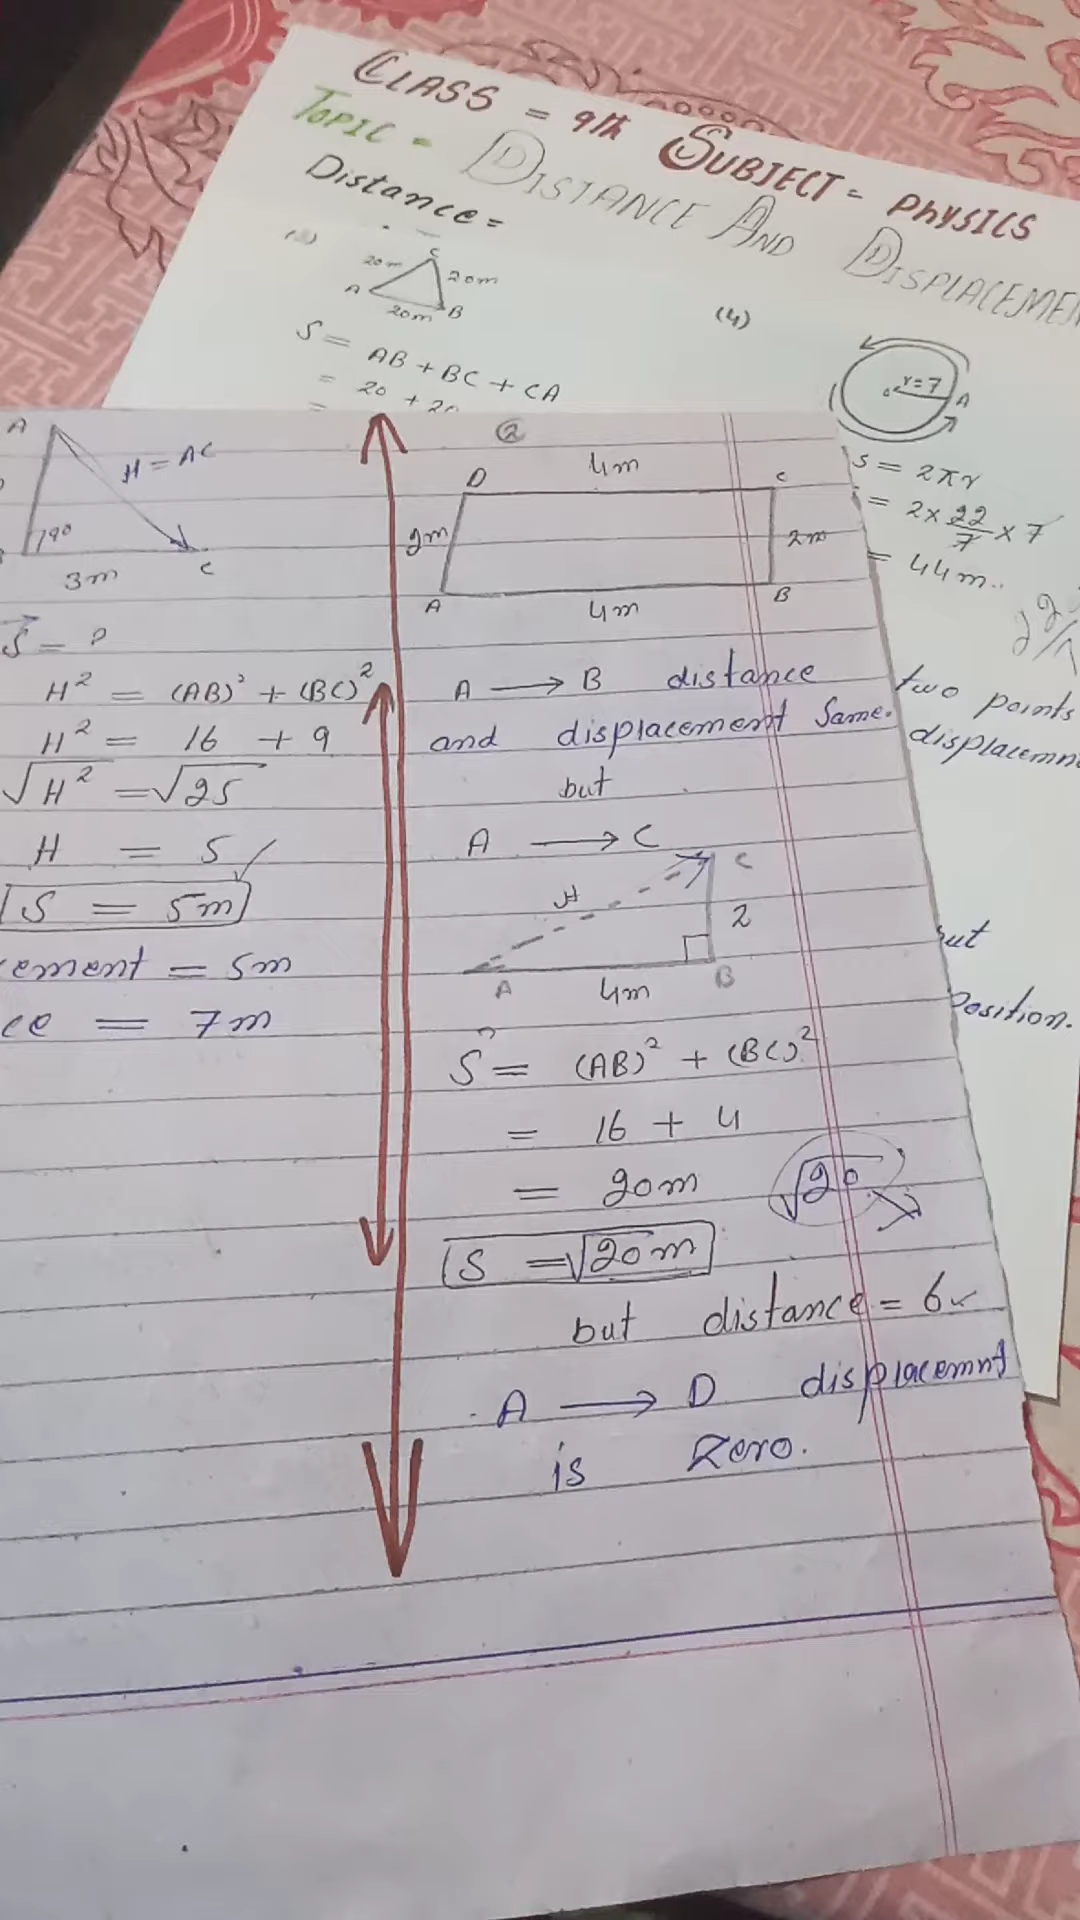 CLASS = 9th SUBJECT = PHYSICS
TOPIC = DISTANCE AND DISPLACEMEN
Distance =
20m
C
20m
A
20m
B
S = AB + BC + CA
= 20 + 20
=
(4)
r = 7
A
S = 2πr
= 2 × 22/7 × 7
= 44m..
two points
displacemn
but
position.
A
H = AC
90
3m
C
S = ?
H² = (AB)² + (BC)²
H² = 16 + 9
√H² = √25
H = 5
S = 5m
cement = 5m
ce = 7m
②
D
4m
C
2m
2m
A
4m
B
A → B distance
and displacement Same.
but
A → C
C
H
2
A
4m
B
S = (AB)² + (BC)²
= 16 + 4
= 20m √20
S = √20m
but distance = 6
A → D displacemnt
is Zero.